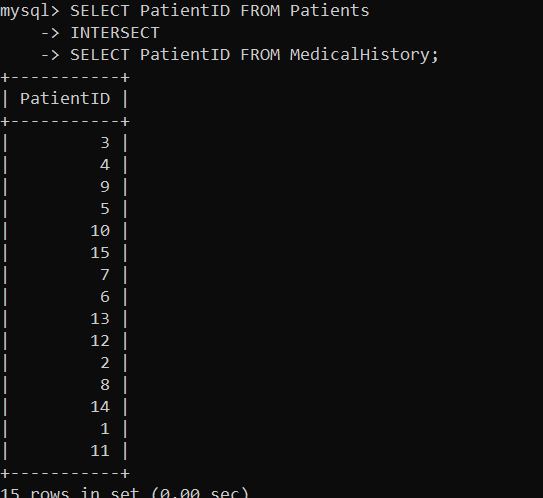 mysql> SELECT PatientID FROM Patients
    -> INTERSECT
    -> SELECT PatientID FROM MedicalHistory;
+-----------+
| PatientID |
+-----------+
|         3 |
|         4 |
|         9 |
|         5 |
|        10 |
|        15 |
|         7 |
|         6 |
|        13 |
|        12 |
|         2 |
|         8 |
|        14 |
|         1 |
|        11 |
+-----------+
15 rows in set (0.00 sec)